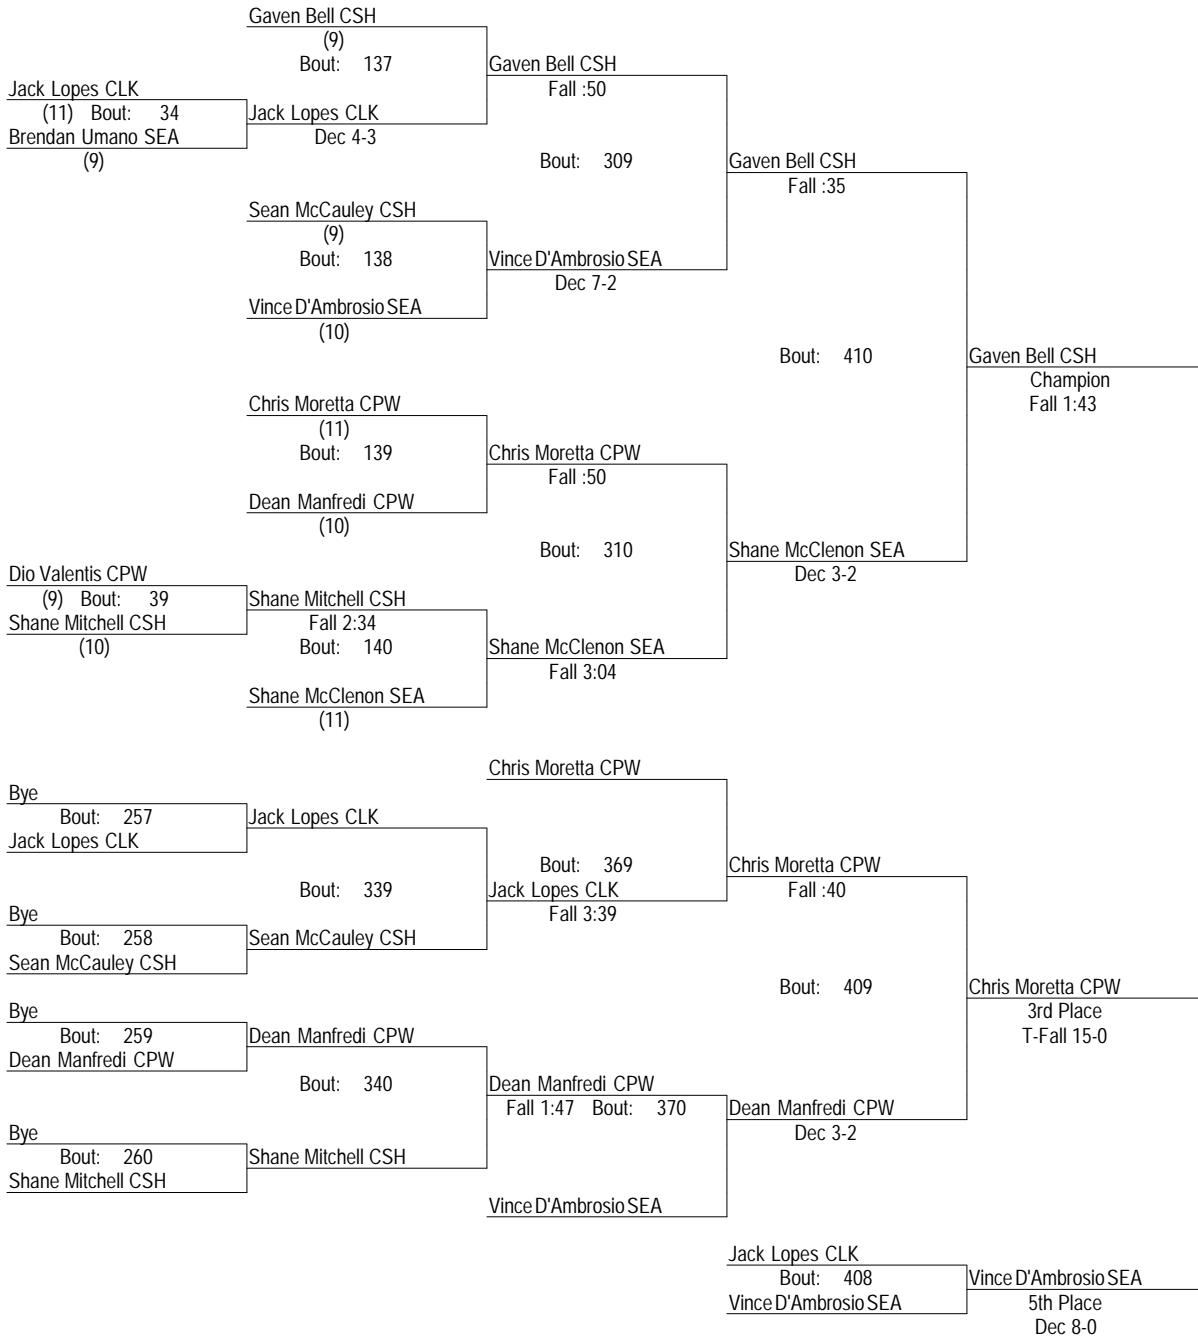 Gaven Bell CSH
(9)
Bout: 137
Gaven Bell CSH
Fall :50
Jack Lopes CLK
(11) Bout: 34
Jack Lopes CLK
Brendan Umano SEA
Dec 4-3
(9)
Bout: 309
Gaven Bell CSH
Fall :35
Sean McCauley CSH
(9)
Bout: 138
Vince D'Ambrosio SEA
Dec 7-2
Vince D'Ambrosio SEA
(10)
Bout: 410
Gaven Bell CSH
Champion
Fall 1:43
Chris Moretta CPW
(11)
Bout: 139
Chris Moretta CPW
Fall :50
Dean Manfredi CPW
(10)
Bout: 310
Shane McClenon SEA
Dec 3-2
Dio Valentis CPW
(9) Bout: 39
Shane Mitchell CSH
Shane Mitchell CSH
Fall 2:34
(10)
Bout: 140
Shane McClenon SEA
Fall 3:04
Shane McClenon SEA
(11)
Chris Moretta CPW
Bye
Bout: 257
Jack Lopes CLK
Jack Lopes CLK
Bout: 369
Chris Moretta CPW
Bout: 339
Jack Lopes CLK
Fall :40
Fall 3:39
Bye
Bout: 258
Sean McCauley CSH
Sean McCauley CSH
Bout: 409
Chris Moretta CPW
3rd Place
T-Fall 15-0
Bye
Bout: 259
Dean Manfredi CPW
Dean Manfredi CPW
Bout: 340
Dean Manfredi CPW
Fall 1:47 Bout: 370
Dean Manfredi CPW
Dec 3-2
Bye
Bout: 260
Shane Mitchell CSH
Shane Mitchell CSH
Vince D'Ambrosio SEA
Jack Lopes CLK
Bout: 408
Vince D'Ambrosio SEA
Vince D'Ambrosio SEA
5th Place
Dec 8-0